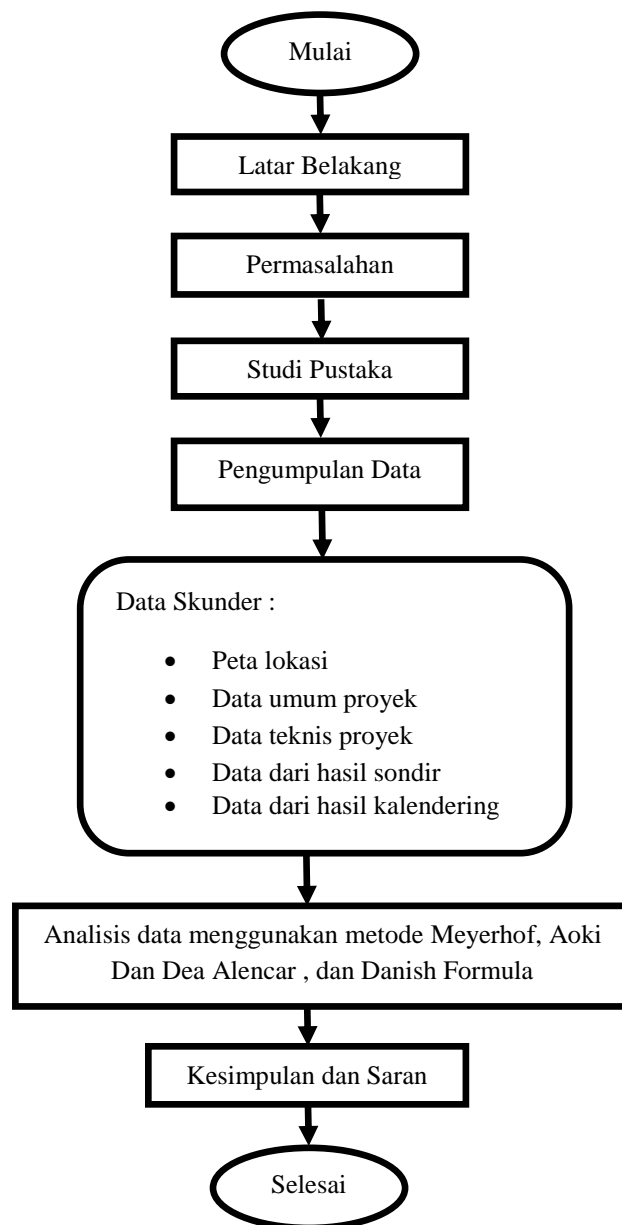 Mulai
Latar Belakang
Permasalahan
Studi Pustaka
Pengumpulan Data
Data Skunder :
• Peta lokasi
• Data umum proyek
• Data teknis proyek
• Data dari hasil sondir
• Data dari hasil kalendering
Analisis data menggunakan metode Meyerhof, Aoki
Dan Dea Alencar , dan Danish Formula
Kesimpulan dan Saran
Selesai